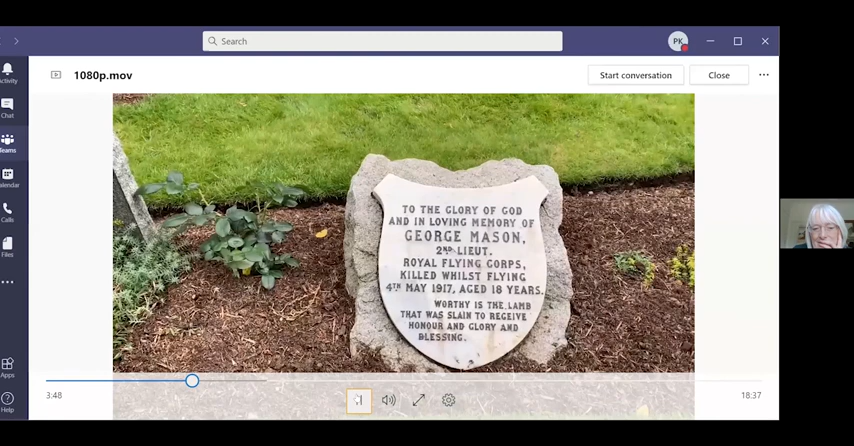 Search
PK
1080p.mov
Start conversation
Close
Activity
Chat
Teams
Calendar
Calls
Files
Apps
Help
TO THE GLORY OF GOD
AND IN LOVING MEMORY OF
GEORGE MASON,
2ND LIEUT.
ROYAL FLYING CORPS,
KILLED WHILST FLYING
4TH MAY 1917, AGED 18 YEARS.
WORTHY IS THE LAMB
THAT WAS SLAIN TO RECEIVE
HONOUR AND GLORY AND
BLESSING.
3:48
18:37